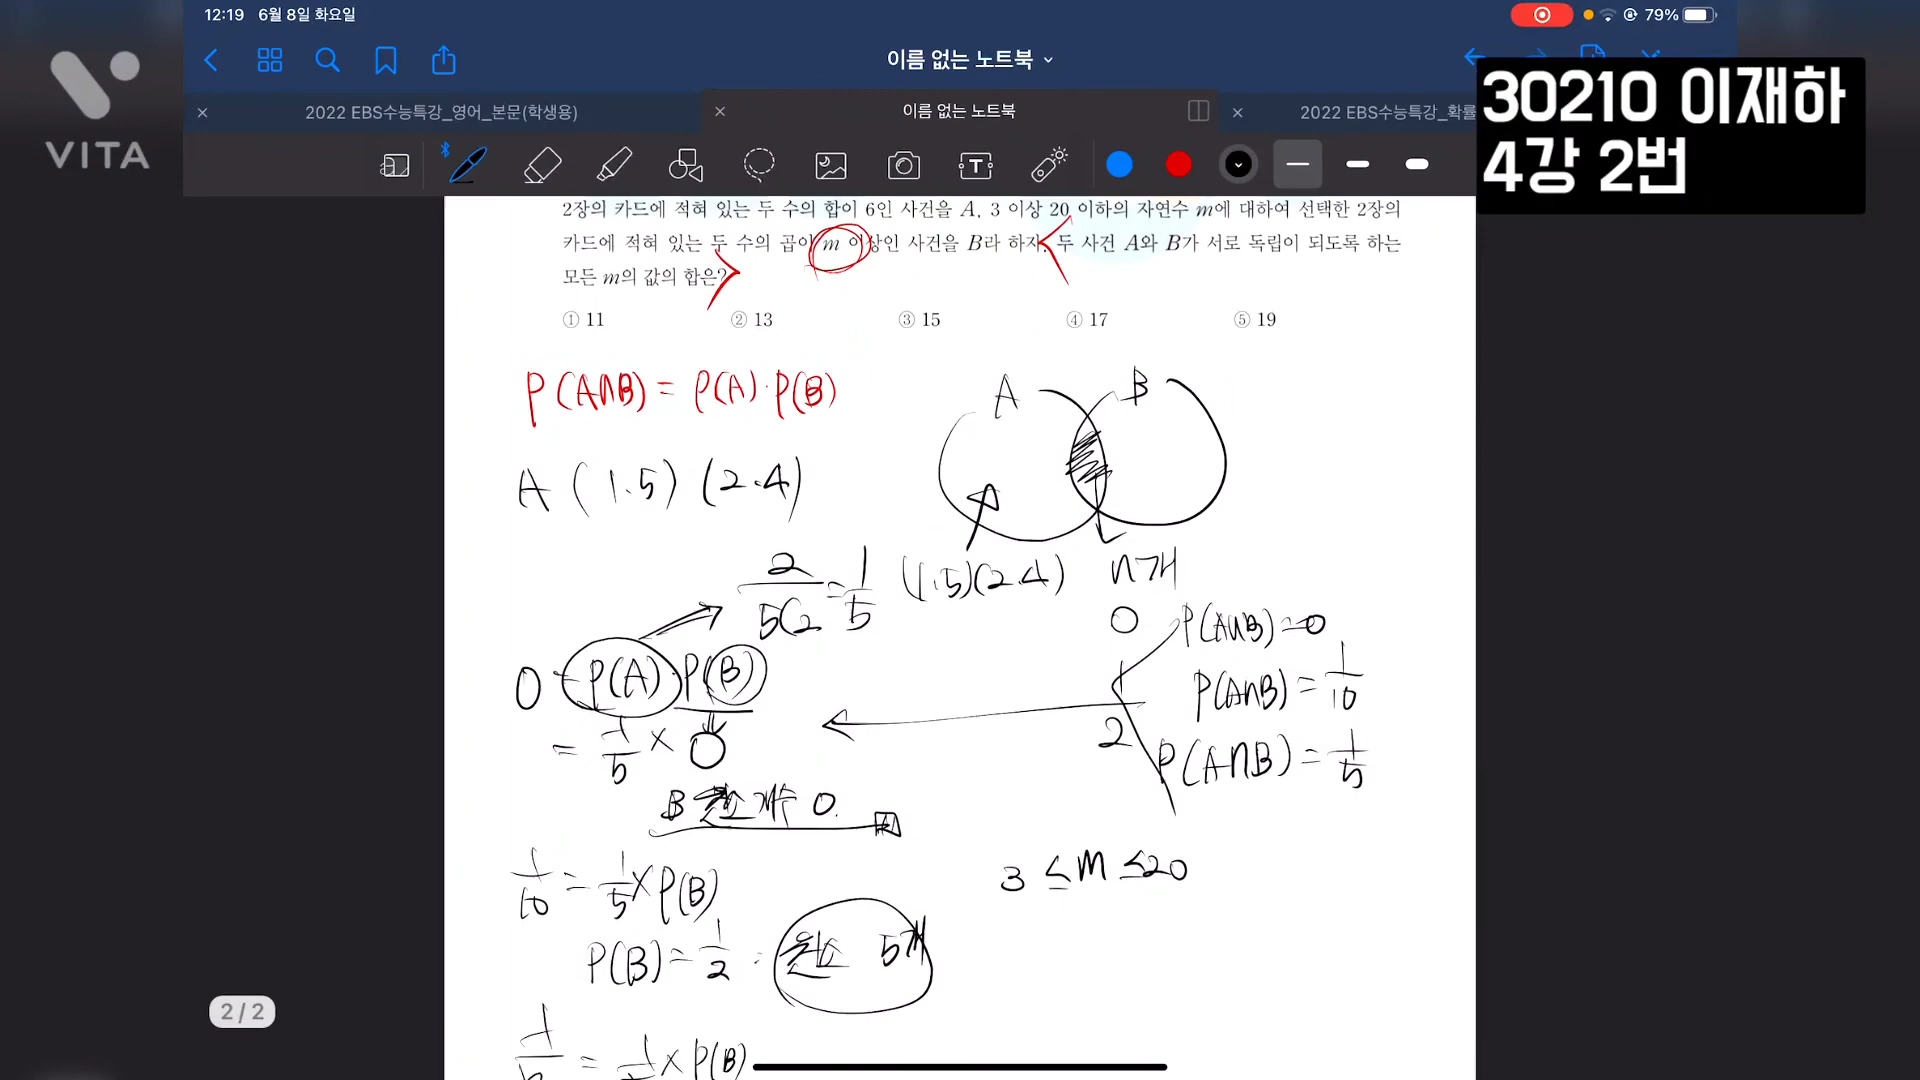 12:19 6월 8일 화요일
79%
VITA
이름 없는 노트북
30210 이재하
4강 2번
2022 EBS수능특강_영어_본문(학생용)
이름 없는 노트북
2022 EBS수능특강_확률
2장의 카드에 적혀 있는 두 수의 합이 6인 사건을 A, 3 이상 20 이하의 자연수 m에 대하여 선택한 2장의
카드에 적혀 있는 두 수의 곱이 m 이상인 사건을 B라 하자. 두 사건 A와 B가 서로 독립이 되도록 하는
모든 m의 값의 합은?
① 11 ② 13 ③ 15 ④ 17 ⑤ 19
P(A∩B) = P(A)·P(B)
A B
A (1.5) (2.4)
2/5C2 = 1/5 (1.5)(2.4) n개
0 P(A∩B)=0
0 = P(A) P(B)
1 P(A∩B) = 1/10
= 1/5 × 0
2 P(A∩B) = 1/5
B 원소 개수 0.
3 ≤ m ≤ 20
1/10 = 1/5 × P(B)
P(B) = 1/2 : 원소 5개
= × P(B)
2 / 2